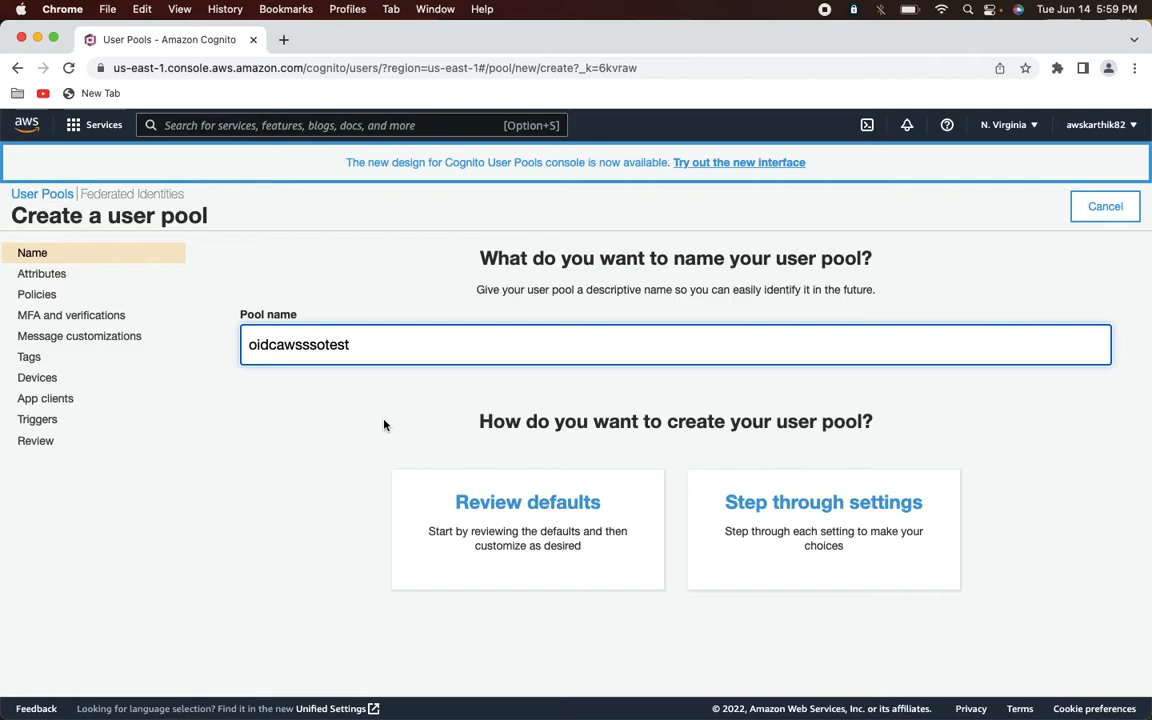 Chrome File Edit View History Bookmarks Profiles Tab Window Help Tue Jun 14 5:59 PM
User Pools - Amazon Cognito
us-east-1.console.aws.amazon.com/cognito/users/?region=us-east-1#/pool/new/create?_k=6kvraw
New Tab
aws Services Search for services, features, blogs, docs, and more [Option+S] N. Virginia awskarthik82
The new design for Cognito User Pools console is now available. Try out the new interface
User Pools | Federated Identities
Create a user pool
Cancel
Name
Attributes
Policies
MFA and verifications
Message customizations
Tags
Devices
App clients
Triggers
Review
What do you want to name your user pool?
Give your user pool a descriptive name so you can easily identify it in the future.
Pool name
oidcawsssotest
How do you want to create your user pool?
Review defaults
Start by reviewing the defaults and then
customize as desired
Step through settings
Step through each setting to make your
choices
Feedback Looking for language selection? Find it in the new Unified Settings © 2022, Amazon Web Services, Inc. or its affiliates. Privacy Terms Cookie preferences